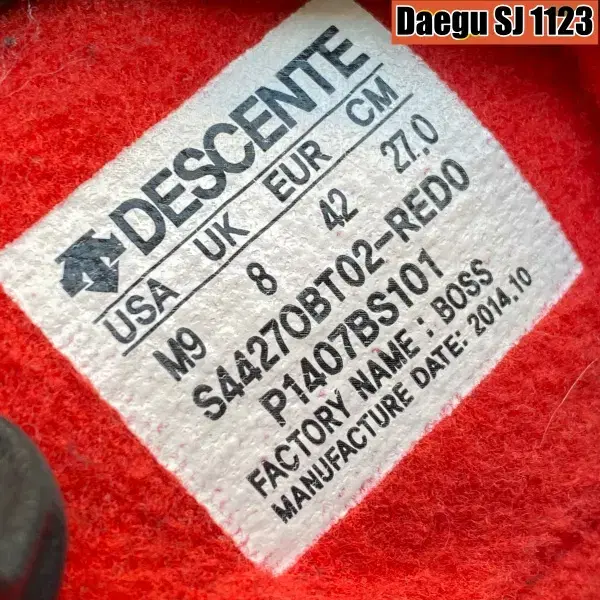 Daegu SJ 1123
DESCENTE
USA UK EUR CM
M9 8 42 27.0
S4427OBT02-RED0
P1407BS101
FACTORY NAME : BOSS
MANUFACTURE DATE: 2014.10